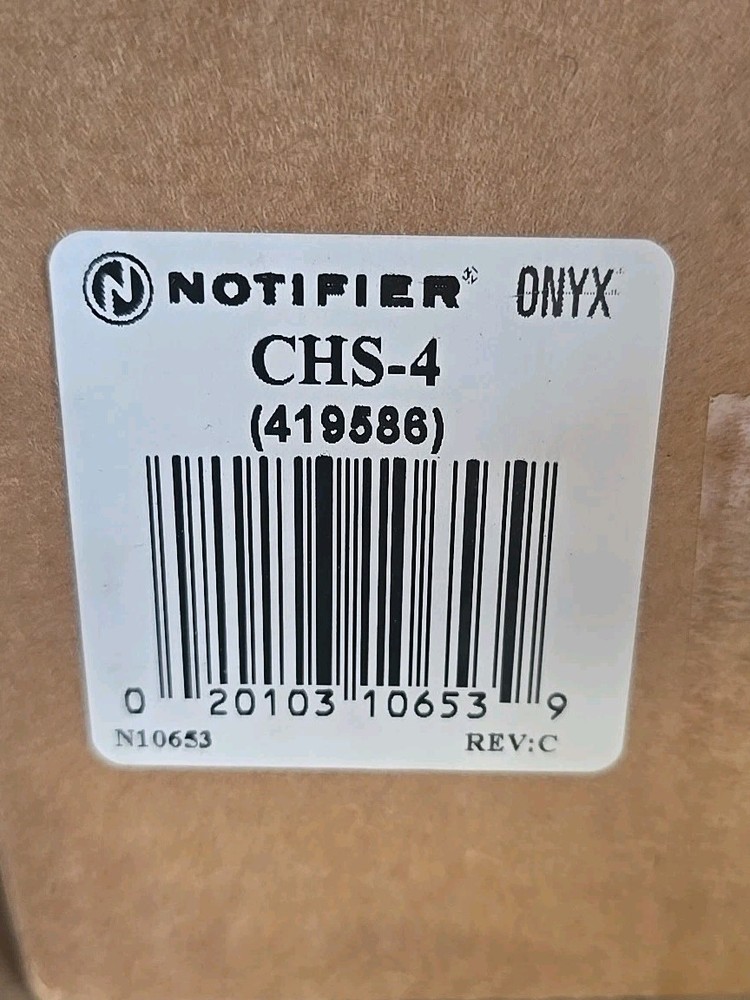 NOTIFIER ONYX
CHS-4
(419586)
0 20103 10653 9
N10653 REV:C